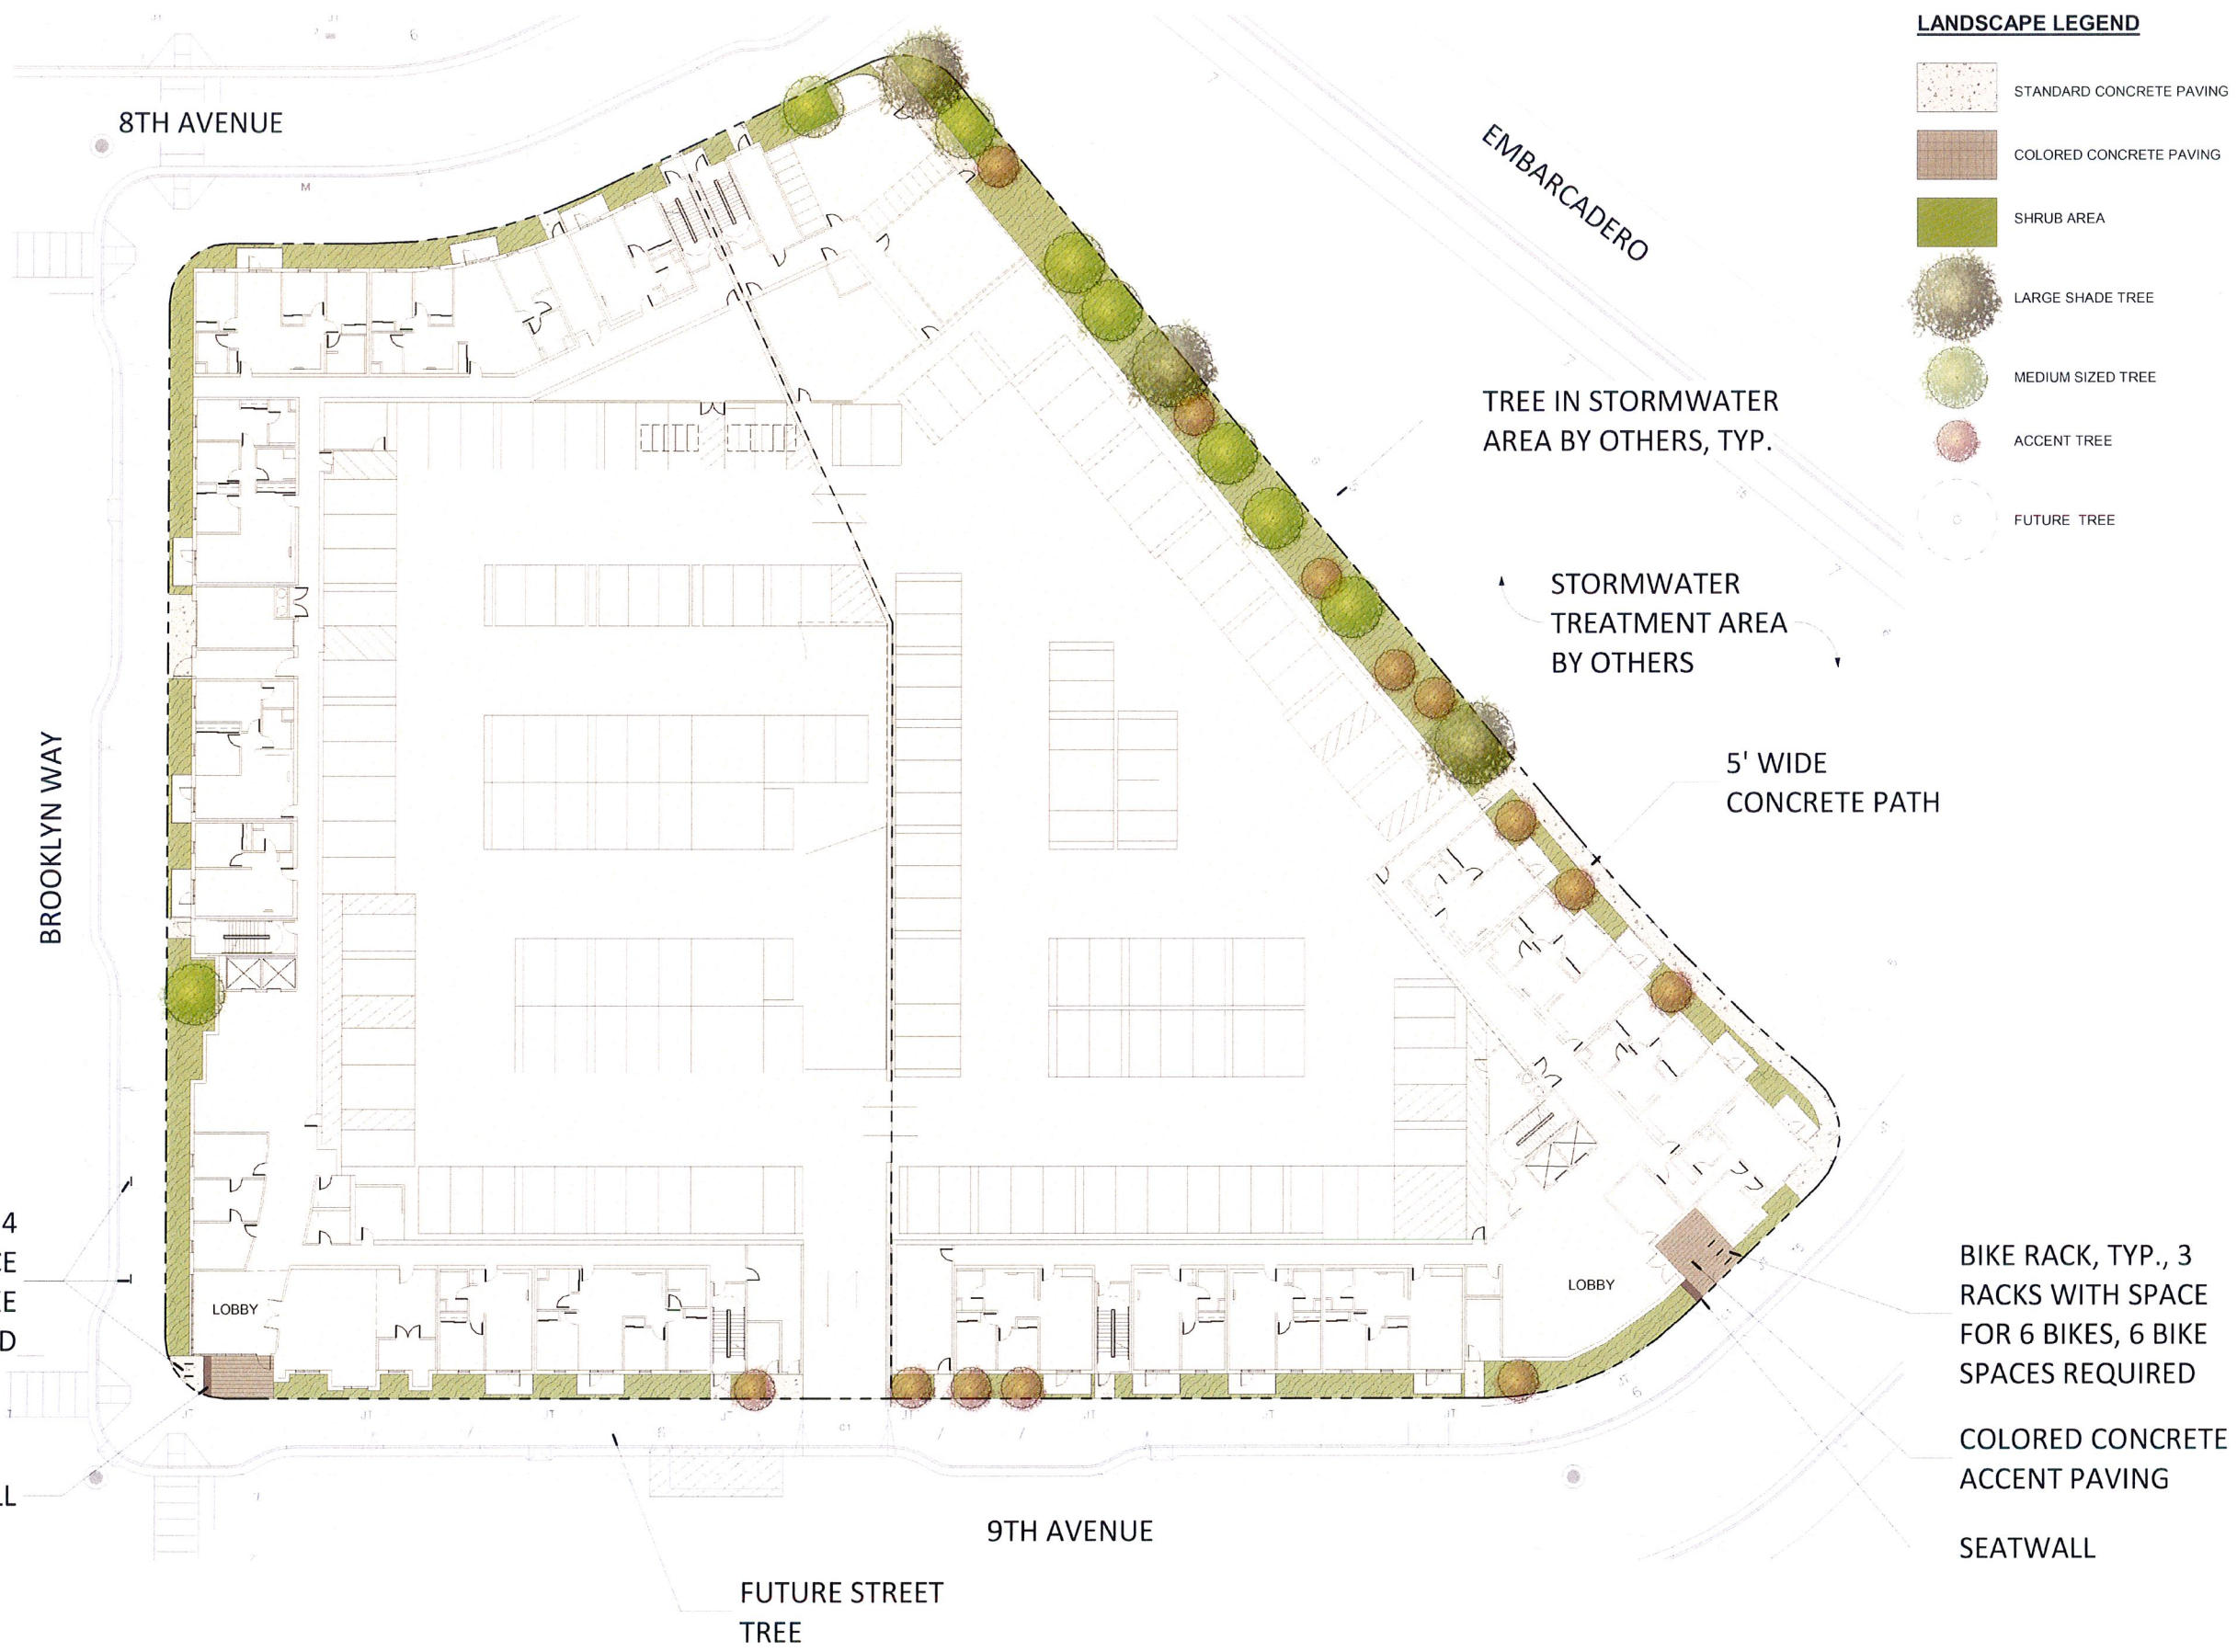 LANDSCAPE LEGEND
STANDARD CONCRETE PAVING
COLORED CONCRETE PAVING
SHRUB AREA
LARGE SHADE TREE
MEDIUM SIZED TREE
ACCENT TREE
FUTURE TREE
8TH AVENUE
EMBARCADERO
TREE IN STORMWATER
AREA BY OTHERS, TYP.
STORMWATER
TREATMENT AREA
BY OTHERS
5' WIDE
CONCRETE PATH
BROOKLYN WAY
4
LOBBY
LOBBY
BIKE RACK, TYP., 3
RACKS WITH SPACE
FOR 6 BIKES, 6 BIKE
SPACES REQUIRED
COLORED CONCRETE
ACCENT PAVING
SEATWALL
9TH AVENUE
FUTURE STREET
TREE